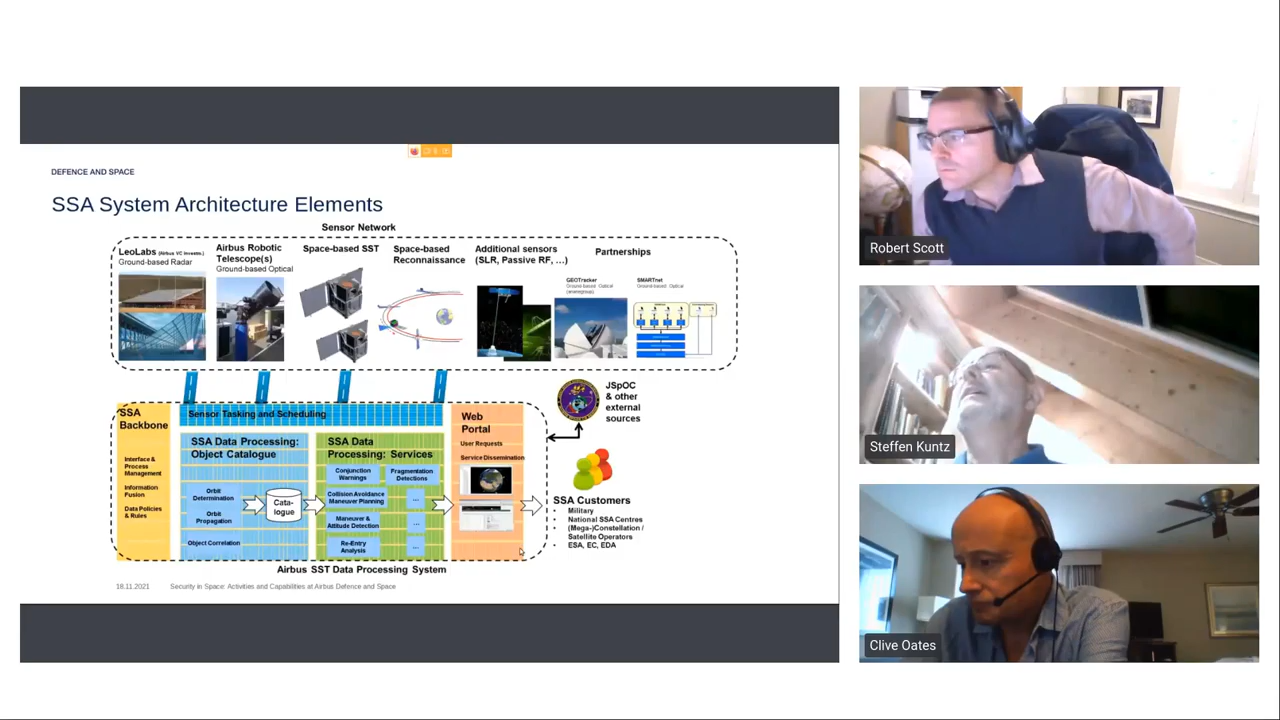 DEFENCE AND SPACE
SSA System Architecture Elements
Sensor Network
LeoLabs (Airbus VC Investm.)
Ground-based Radar
Airbus Robotic
Telescope(s)
Ground-based Optical
Space-based SST
Space-based
Reconnaissance
Additional sensors
(SLR, Passive RF, ...)
Partnerships
GEOTracker
Ground-based Optical
SMARTnet
Ground-based Optical
SSA
Backbone
Interface &
Process
Management
Information
Fusion
Data Policies
& Rules
Sensor Tasking and Scheduling
SSA Data Processing:
Object Catalogue
Orbit
Determination
Orbit
Propagation
Object Correlation
Cata-
logue
SSA Data
Processing: Services
Conjunction
Warnings
Fragmentation
Detections
Collision Avoidance
Maneuver Planning
...
Maneuver &
Attitude Detection
...
Re-Entry
Analysis
...
Web
Portal
User Requests
Service Dissemination
JSpOC
& other
external
sources
SSA Customers
• Military
• National SSA Centres
• (Mega-)Constellation /
Satellite Operators
• ESA, EC, EDA
Airbus SST Data Processing System
18.11.2021 Security in Space: Activities and Capabilities at Airbus Defence and Space
Robert Scott
Steffen Kuntz
Clive Oates